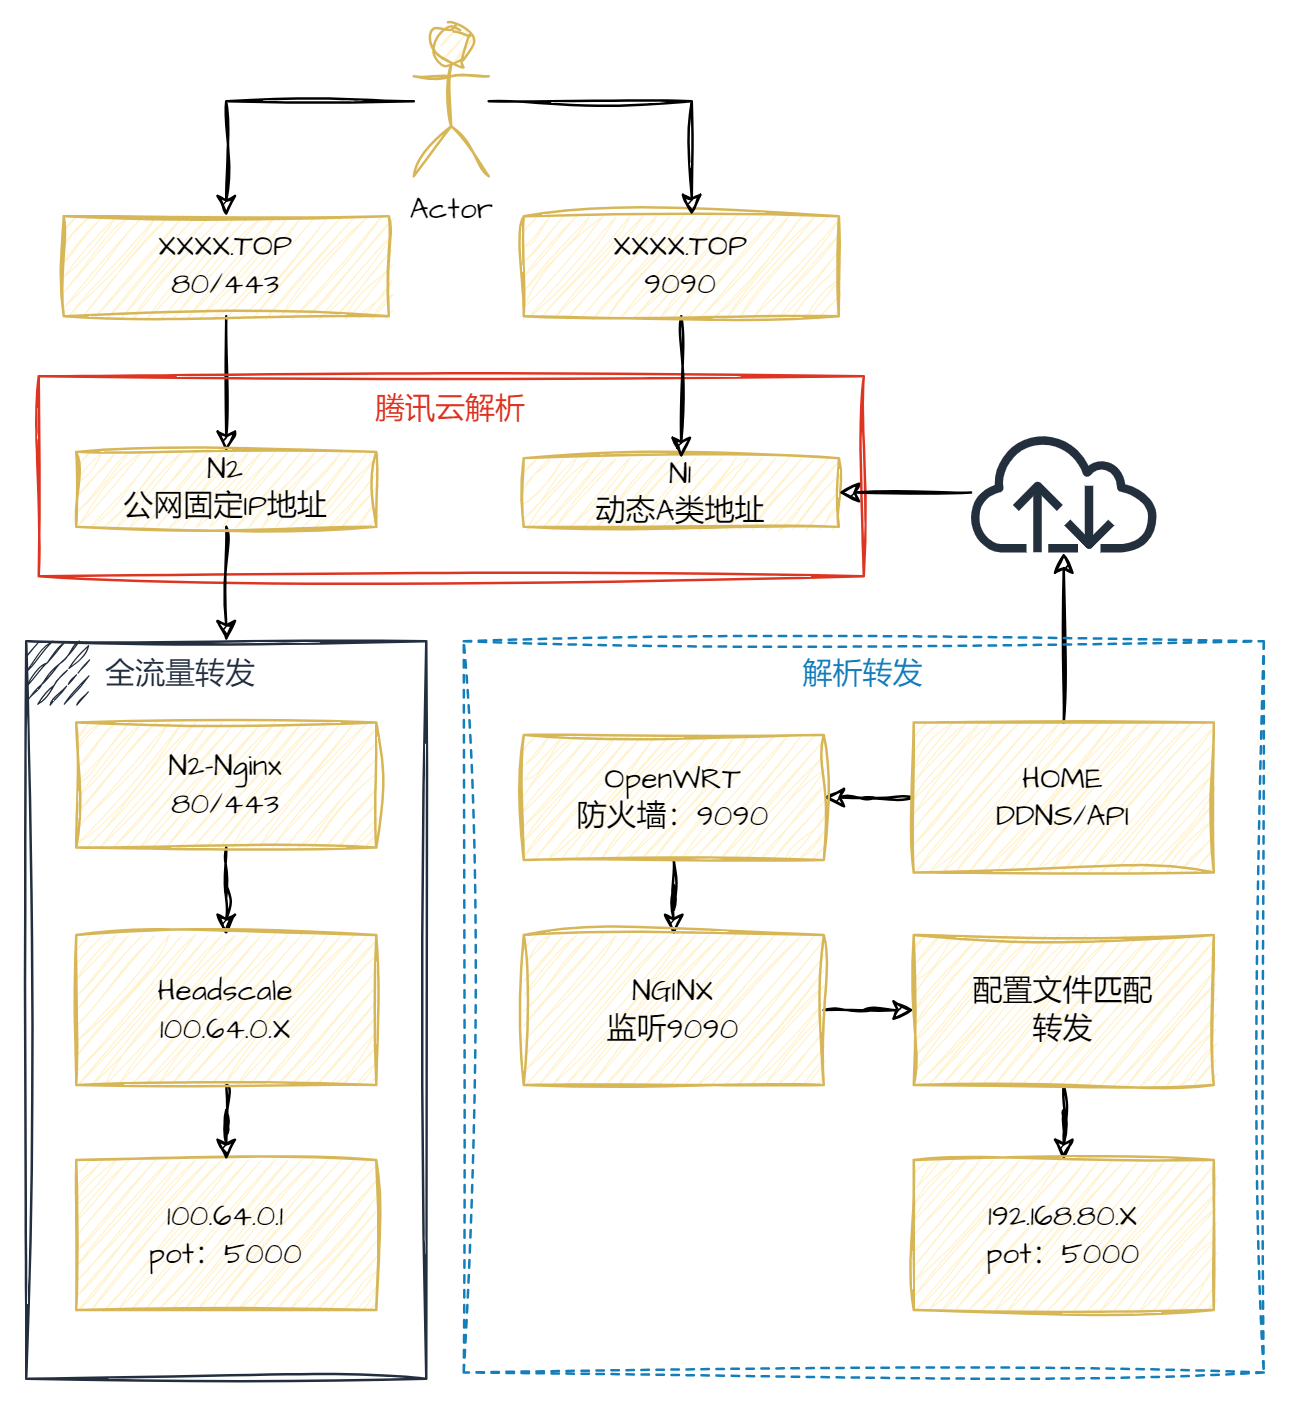 Actor
XXXX.TOP
80/443
XXXX.TOP
9090
腾讯云解析
N2
公网固定IP地址
N1
动态A类地址
全流量转发
N2-Nginx
80/443
Headscale
100.64.0.X
100.64.0.1
pot：5000
解析转发
OpenWRT
防火墙：9090
HOME
DDNS/API
NGINX
监听9090
配置文件匹配
转发
192.168.80.X
pot：5000